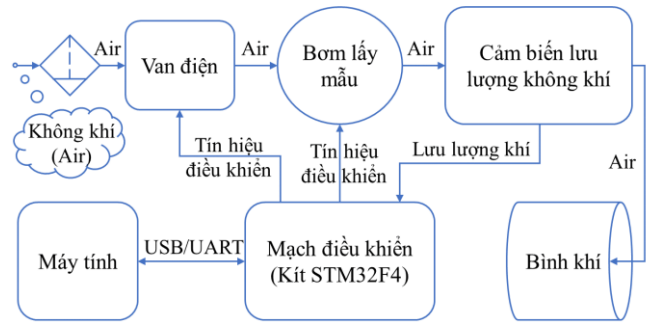 Air
Van điện
Air
Bơm lấy
mẫu
Air
Cảm biến lưu
lượng không khí
Không khí
(Air)
Tín hiệu
điều khiển
Tín hiệu
điều khiển
Lưu lượng khí
Air
Máy tính
USB/UART
Mạch điều khiển
(Kít STM32F4)
Bình khí